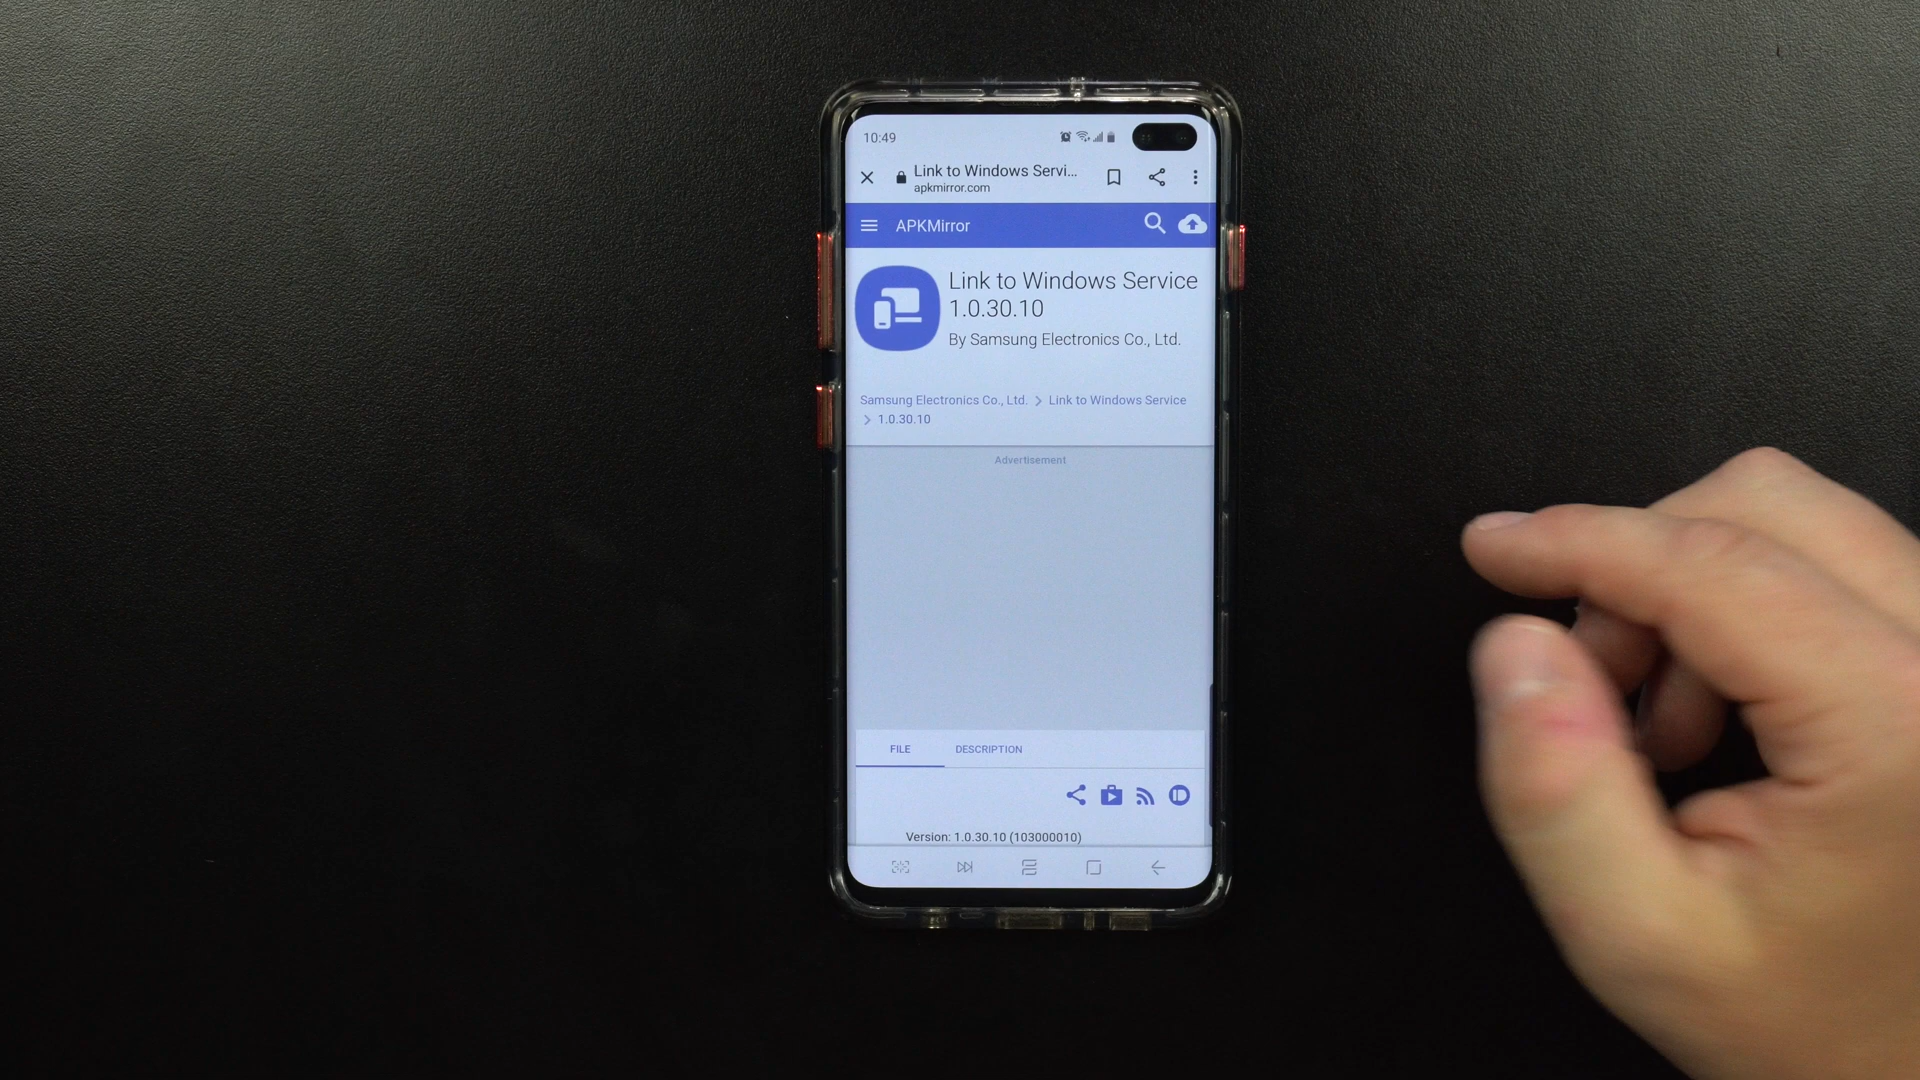 10:49
Link to Windows Servi...
apkmirror.com
APKMirror
Link to Windows Service
1.0.30.10
By Samsung Electronics Co., Ltd.
Samsung Electronics Co., Ltd. > Link to Windows Service
> 1.0.30.10
Advertisement
FILE DESCRIPTION
Version: 1.0.30.10 (103000010)